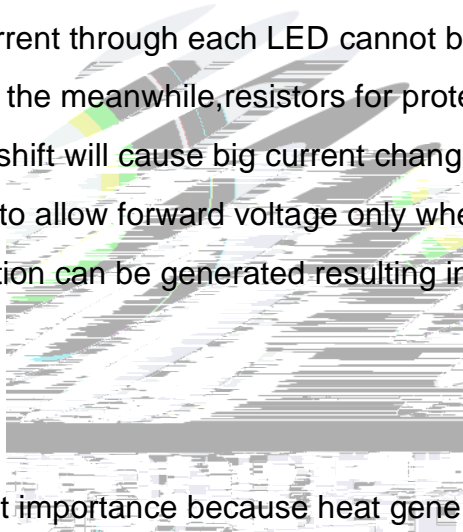 rrent through each LED cannot b
the meanwhile,resistors for prote
shift will cause big current chang
to allow forward voltage only whe
tion can be generated resulting in
t importance because heat gene